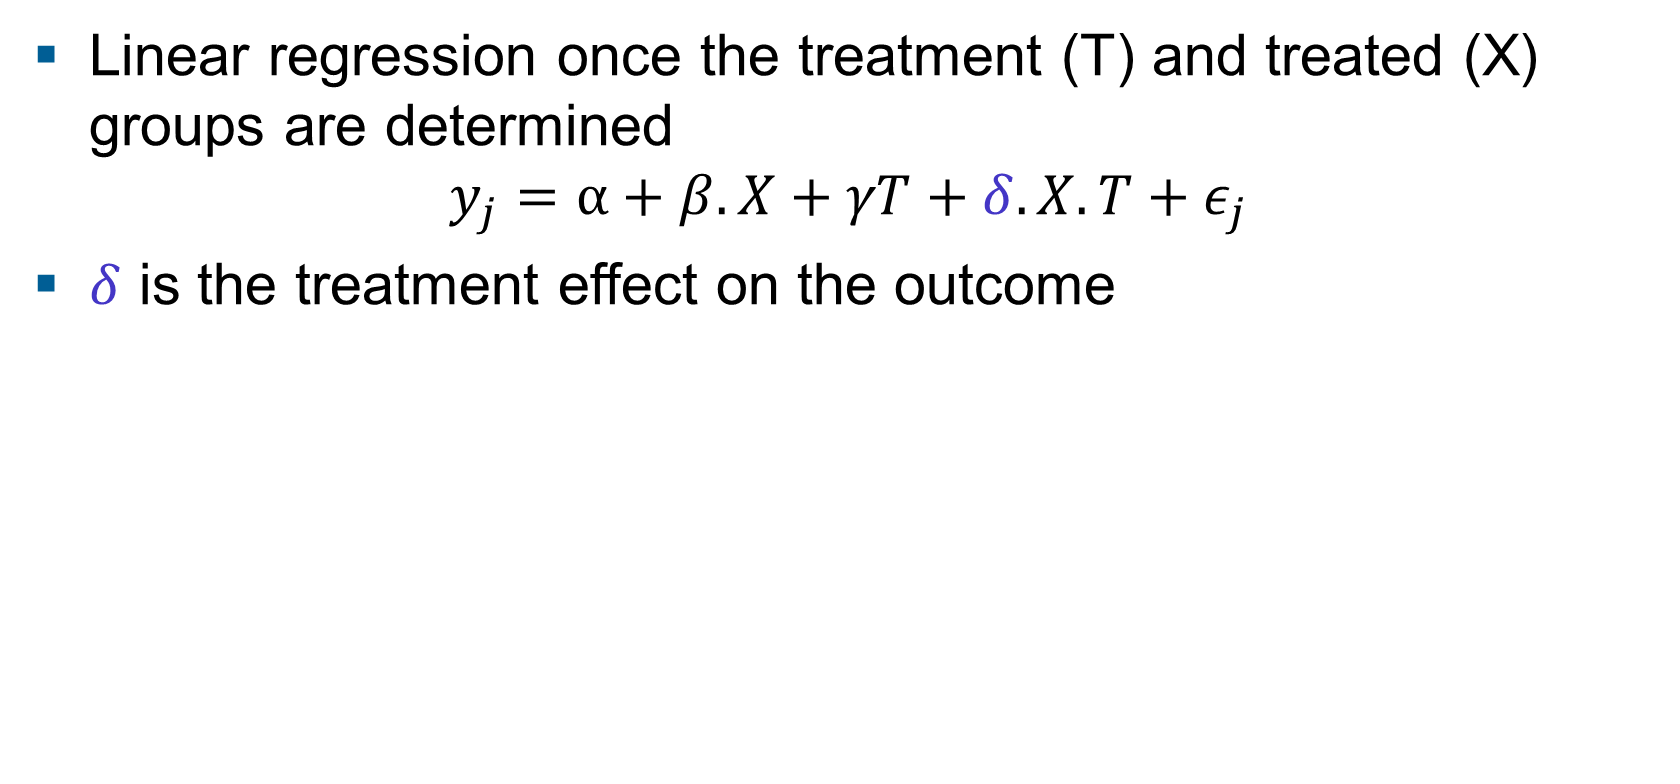 ▪ Linear regression once the treatment (T) and treated (X)
groups are determined
y_j = α + β.X + γT + δ.X.T + ϵ_j
▪ δ is the treatment effect on the outcome